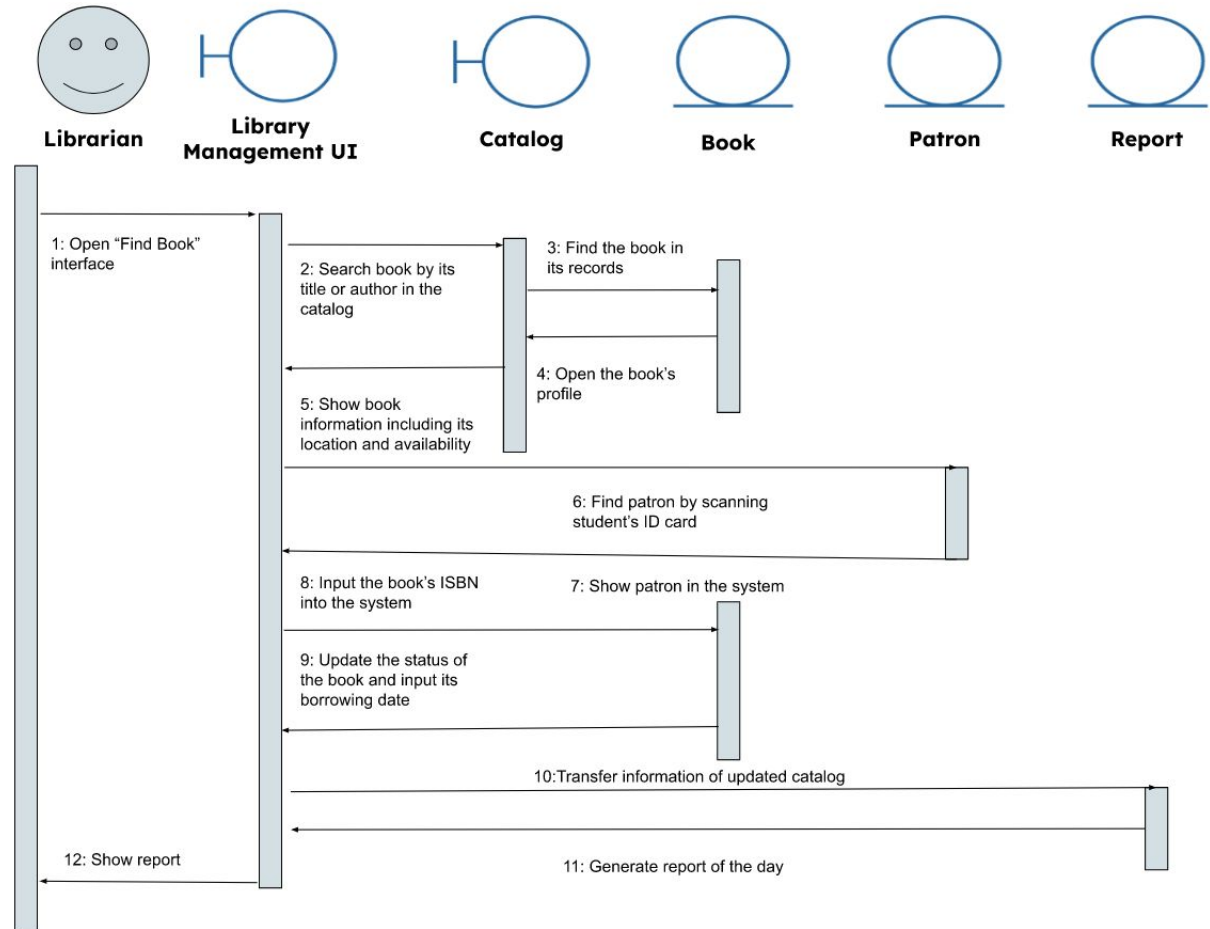 Librarian
Library
Management UI
Catalog
Book
Patron
Report
1: Open “Find Book”
interface
2: Search book by its
title or author in the
catalog
3: Find the book in
its records
4: Open the book’s
profile
5: Show book
information including its
location and availability
6: Find patron by scanning
student’s ID card
7: Show patron in the system
8: Input the book’s ISBN
into the system
9: Update the status of
the book and input its
borrowing date
10:Transfer information of updated catalog
11: Generate report of the day
12: Show report